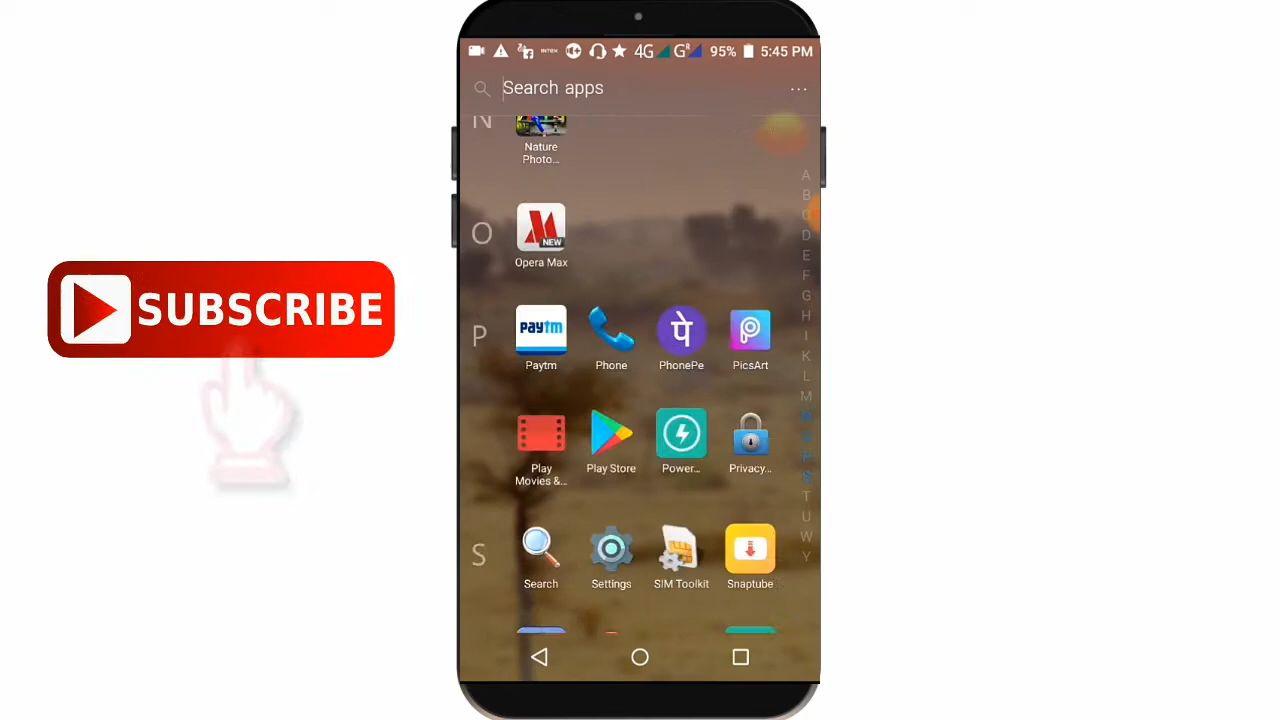 4G G R 95% 5:45 PM
Search apps
N
Nature
Photo...
A
B
C
D
E
F
G
H
I
K
L
M
N
O
P
S
T
U
W
Y
O
NEW
Opera Max
P
Paytm
Paytm
Phone
पे
PhonePe
PicsArt
Play
Movies &...
Play Store
Power...
Privacy...
S
Search
Settings
SIM Toolkit
Snaptube
SUBSCRIBE